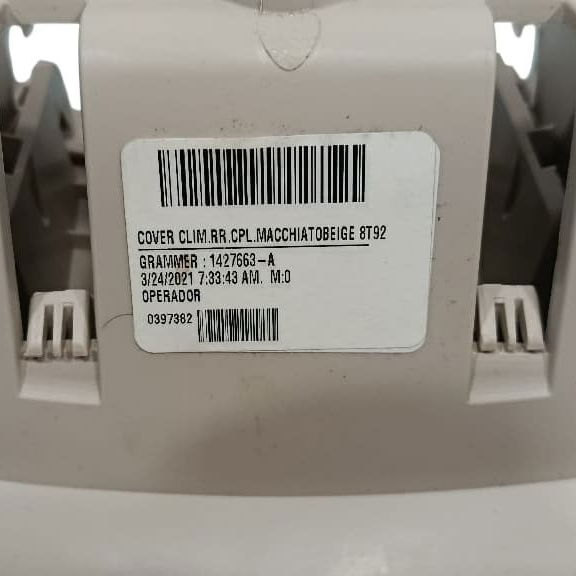 COVER CLIM.RR.CPL.MACCHIATOBEIGE 8T92
GRAMMER : 1427663-A
3/24/2021 7:33:43 AM. M:0
OPERADOR
0397382